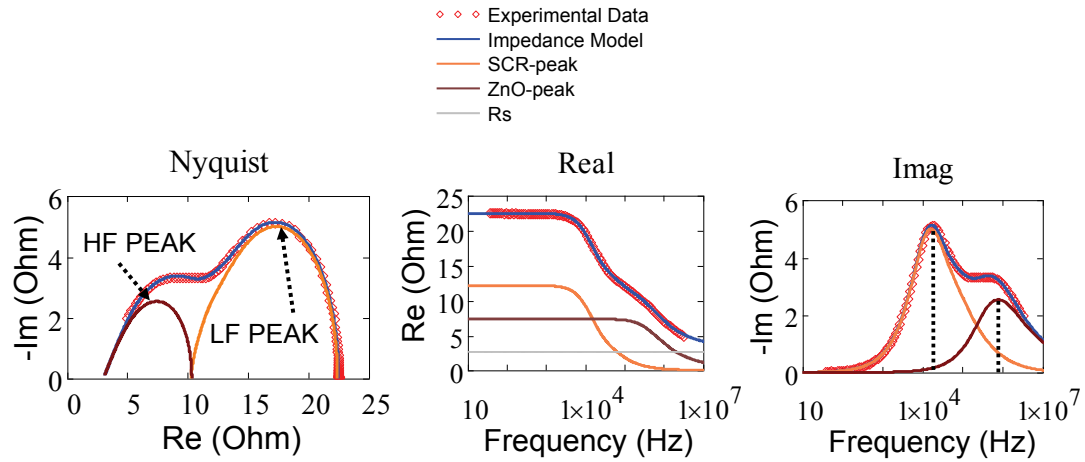 Experimental Data
Impedance Model
SCR-peak
ZnO-peak
Rs
Nyquist
6
4
2
0
-Im (Ohm)
HF PEAK
LF PEAK
0 5 10 15 20 25
Re (Ohm)
Real
25
20
15
10
5
0
Re (Ohm)
10 1×10⁴ 1×10⁷
Frequency (Hz)
Imag
6
4
2
0
-Im (Ohm)
10 1×10⁴ 1×10⁷
Frequency (Hz)